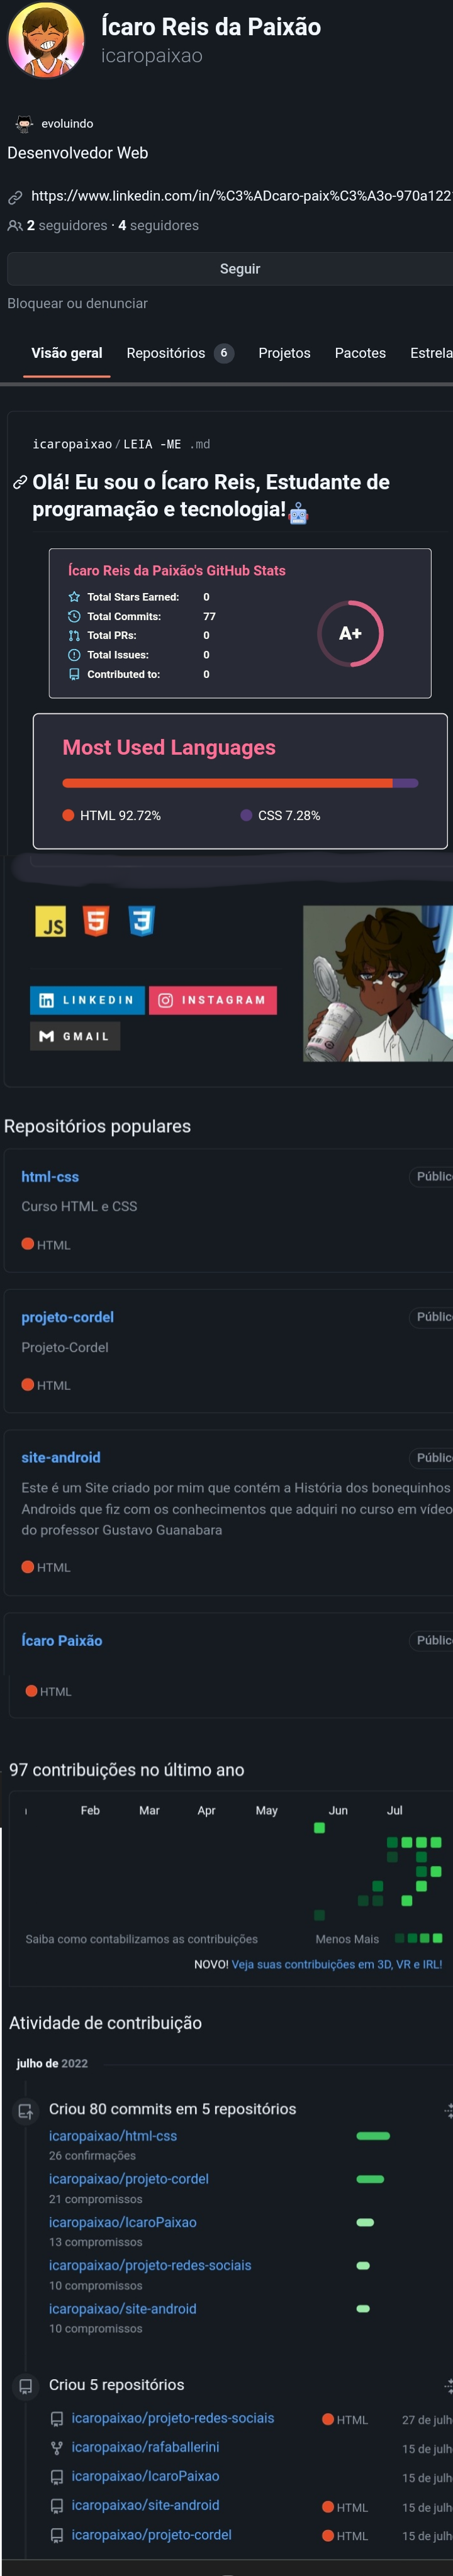 Ícaro Reis da Paixão
icaropaixao
evoluindo
Desenvolvedor Web
https://www.linkedin.com/in/%C3%ADcaro-paix%C3%A3o-970a122
2 seguidores · 4 seguidores
Seguir
Bloquear ou denunciar
Visão geral Repositórios 6 Projetos Pacotes Estrela
icaropaixao / LEIA -ME .md
Olá! Eu sou o Ícaro Reis, Estudante de
programação e tecnologia!
Ícaro Reis da Paixão's GitHub Stats
Total Stars Earned: 0
Total Commits: 77
Total PRs: 0
Total Issues: 0
Contributed to: 0
A+
Most Used Languages
HTML 92.72% CSS 7.28%
JS 5 3
LINKEDIN INSTAGRAM
GMAIL
Repositórios populares
html-css Públic
Curso HTML e CSS
HTML
projeto-cordel Públic
Projeto-Cordel
HTML
site-android Públic
Este é um Site criado por mim que contém a História dos bonequinhos
Androids que fiz com os conhecimentos que adquiri no curso em vídeo
do professor Gustavo Guanabara
HTML
Ícaro Paixão Públic
HTML
97 contribuições no último ano
Feb Mar Apr May Jun Jul
Saiba como contabilizamos as contribuições Menos Mais
NOVO! Veja suas contribuições em 3D, VR e IRL!
Atividade de contribuição
julho de 2022
Criou 80 commits em 5 repositórios
icaropaixao/html-css
26 confirmações
icaropaixao/projeto-cordel
21 compromissos
icaropaixao/IcaroPaixao
13 compromissos
icaropaixao/projeto-redes-sociais
10 compromissos
icaropaixao/site-android
10 compromissos
Criou 5 repositórios
icaropaixao/projeto-redes-sociais HTML 27 de julh
icaropaixao/rafaballerini 15 de julh
icaropaixao/IcaroPaixao 15 de julh
icaropaixao/site-android HTML 15 de julh
icaropaixao/projeto-cordel HTML 15 de julh